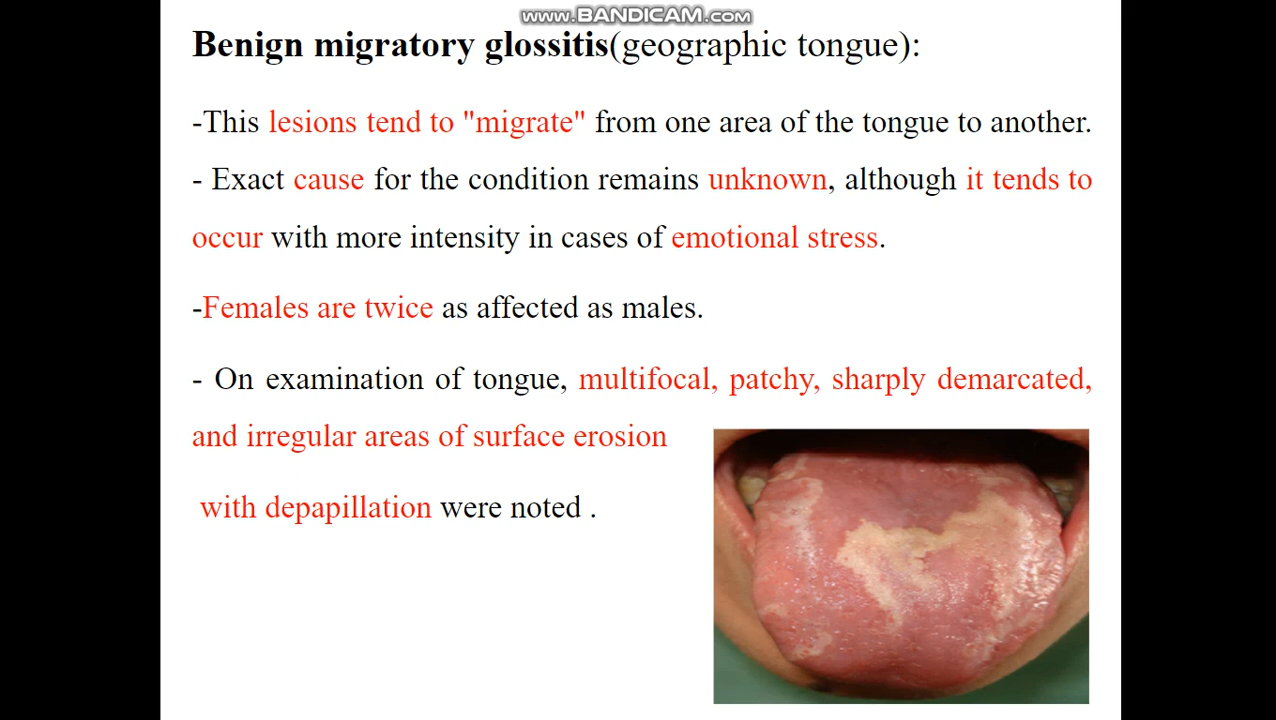 www.BANDICAM.com
Benign migratory glossitis(geographic tongue):
-This lesions tend to "migrate" from one area of the tongue to another.
- Exact cause for the condition remains unknown, although it tends to
occur with more intensity in cases of emotional stress.
-Females are twice as affected as males.
- On examination of tongue, multifocal, patchy, sharply demarcated,
and irregular areas of surface erosion
with depapillation were noted .